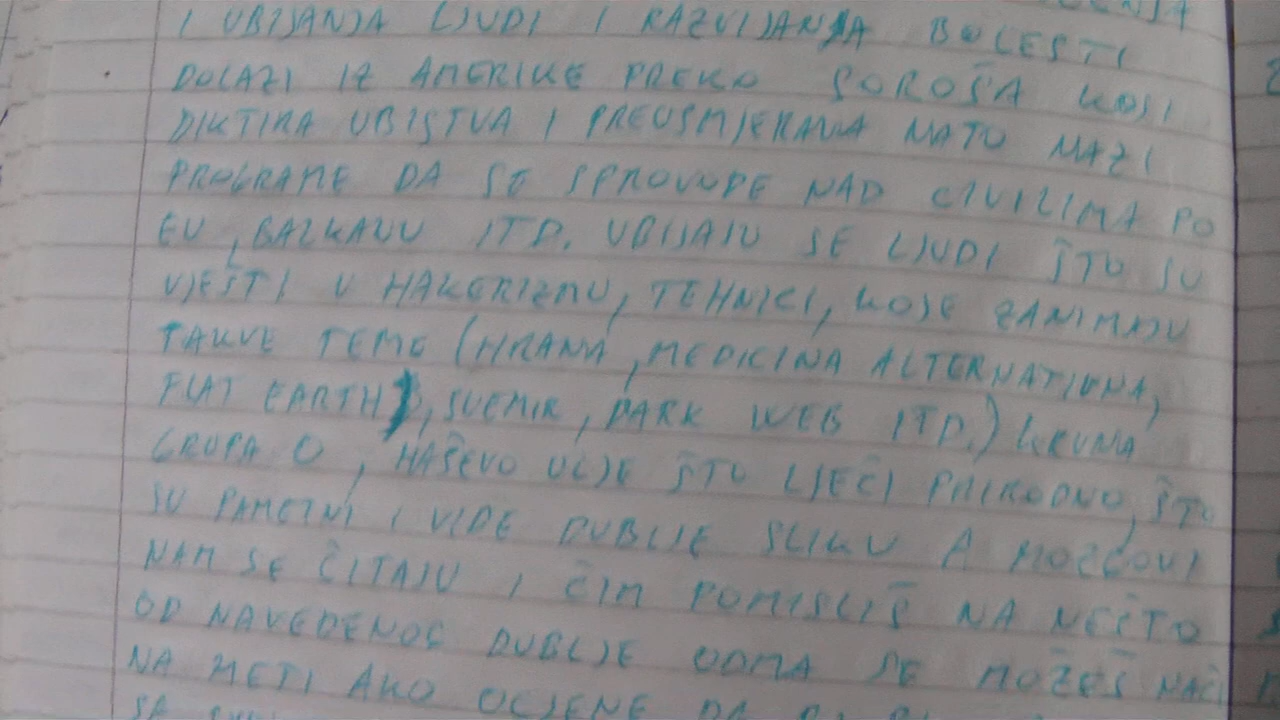 I UBIJANJA LJUDI I RAZVIJANJA BOLESTI
DOLAZI IZ AMERIKE PREKO SOROŠA KOJI
DIKTIRA UBISTVA I PREUSMJERAVA NATO NAZI
PROGRAME DA SE SPROVODE NAD CIVILIMA PO
EU, BALKANU ITD. UBIJAJU SE LJUDI ŠTO SU
VJEŠTI U HAKERIZMU, TEHNICI, KOJE ZANIMAJU
TAKVE TEME (HRANA, MEDICINA ALTERNATIVNA,
FLAT EARTH, SVEMIR, DARK WEB ITD.) KRVNA
GRUPA O, HAŠEVO ULJE ŠTO LJEČI PRIRODNO, ŠTO
SU PAMETNI I VIDE DUBLJE SLIKU A MOZGOVI
NAM SE ČITAJU I ČIM POMISLIŠ NA NEŠTO
OD NAVEDENOG DUBLJE ODMA SE MOŽEŠ NAĆI
NA METI AKO OCJENE DA